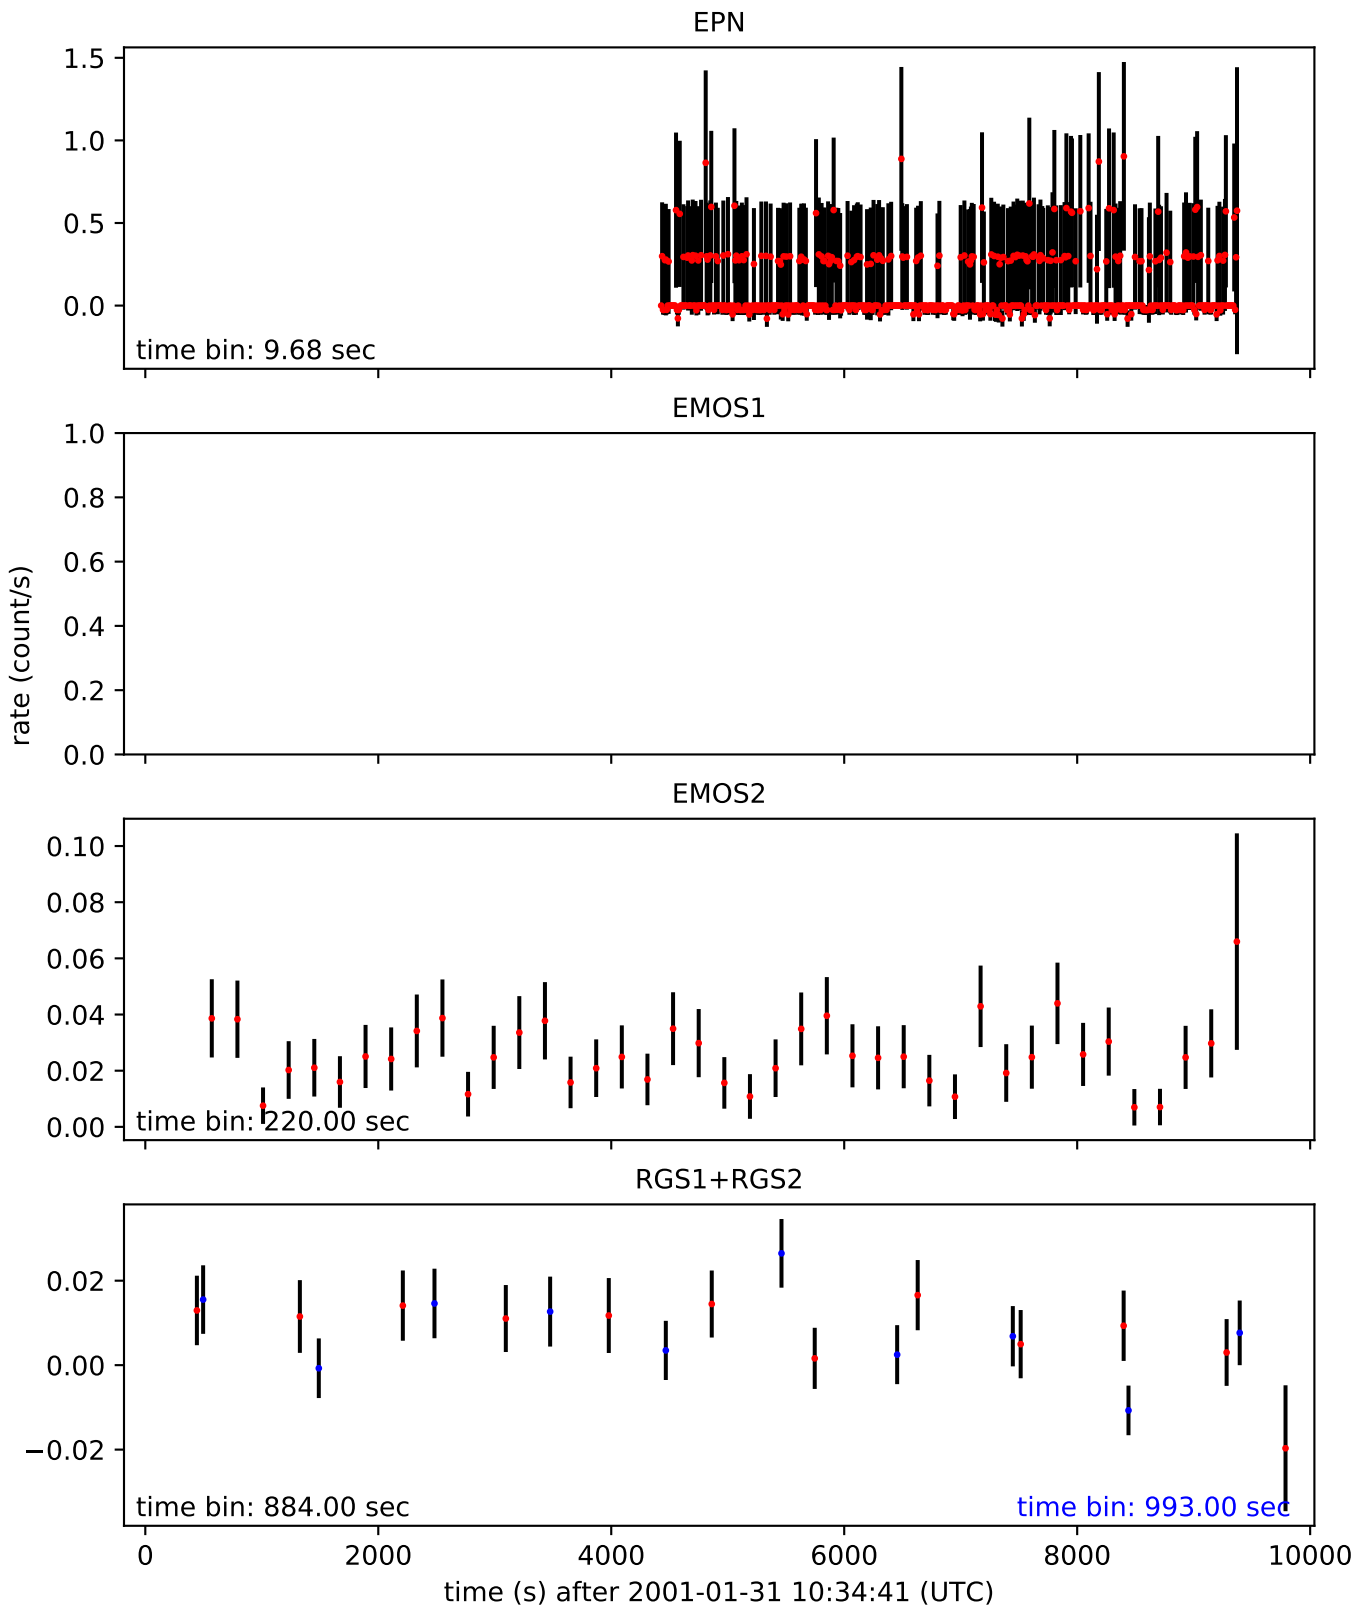 EPN
1.5
1.0
0.5
0.0
time bin: 9.68 sec
EMOS1
1.0
0.8
0.6
0.4
0.2
0.0
rate (count/s)
EMOS2
0.10
0.08
0.06
0.04
0.02
0.00
time bin: 220.00 sec
RGS1+RGS2
0.02
0.00
−0.02
time bin: 884.00 sec time bin: 993.00 sec
0 2000 4000 6000 8000 10000
time (s) after 2001-01-31 10:34:41 (UTC)